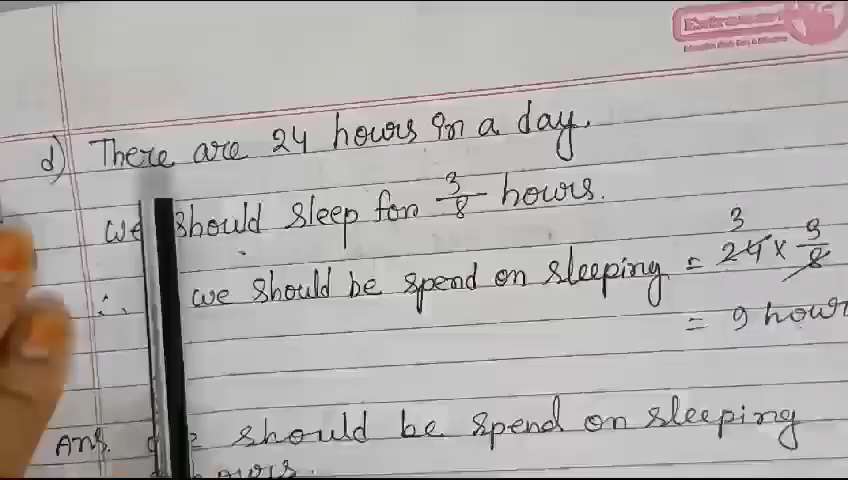 d) There are 24 hours in a day.
we should sleep for 3/8 hours.
∴ we should be spend on sleeping = 24 × 3/8
3
= 9 hour
Ans. should be spend on sleeping